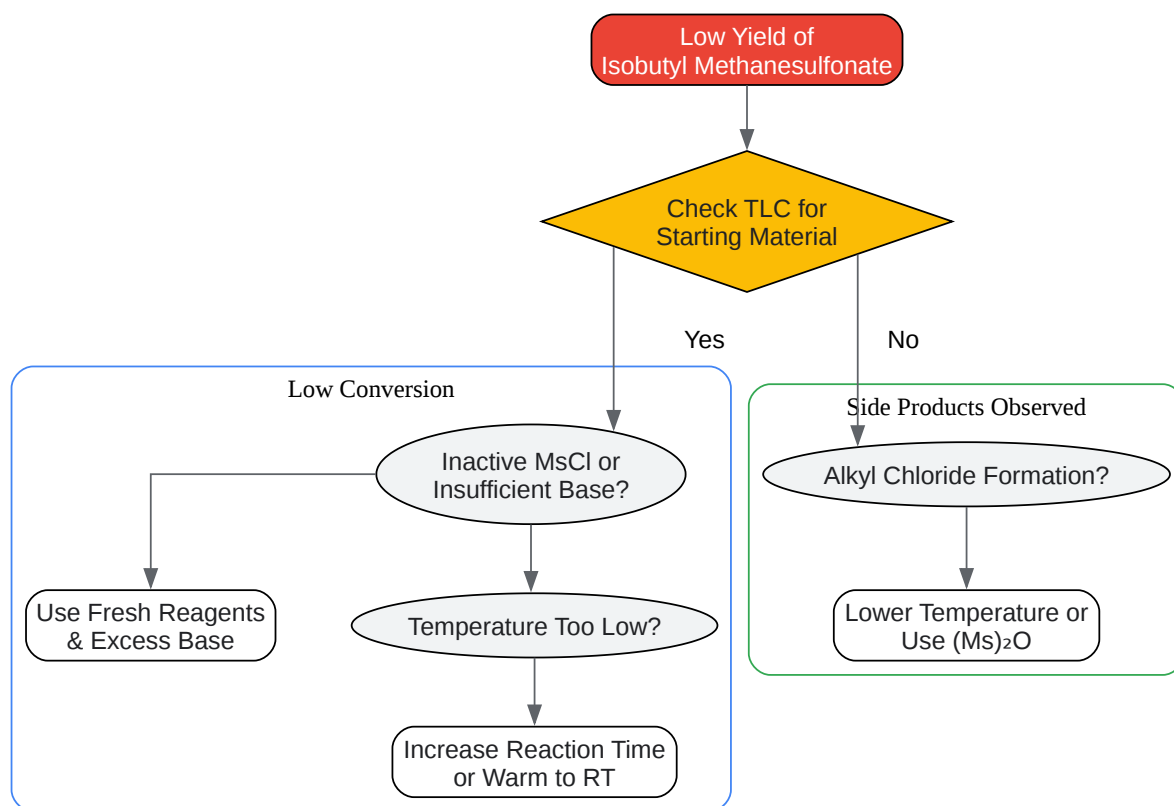 Low Yield of
Isobutyl Methanesulfonate
Check TLC for
Starting Material
Yes
No
Low Conversion
Side Products Observed
Inactive MsCl or
Insufficient Base?
Alkyl Chloride Formation?
Use Fresh Reagents
& Excess Base
Temperature Too Low?
Lower Temperature or
Use (Ms)₂O
Increase Reaction Time
or Warm to RT